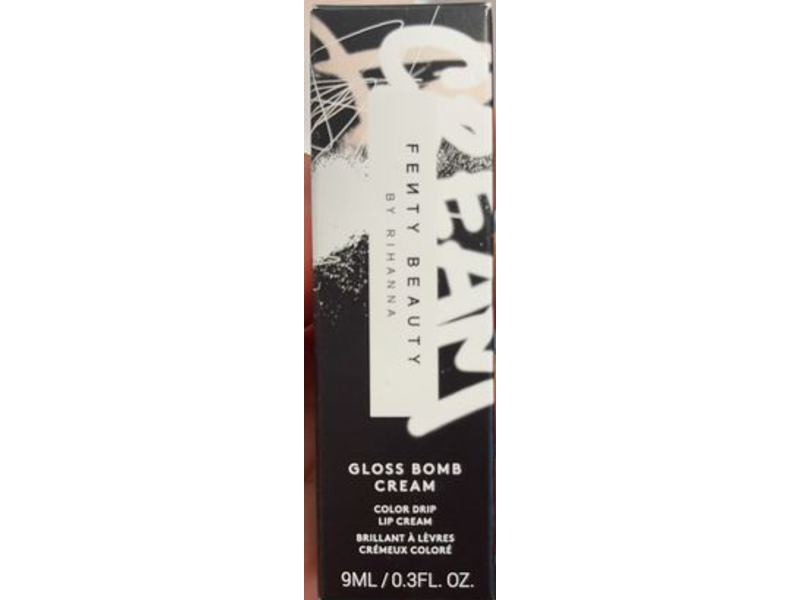 CREAM
FENTY BEAUTY
BY RIHANNA
GLOSS BOMB
CREAM
COLOR DRIP
LIP CREAM
BRILLANT À LÈVRES
CRÉMEUX COLORÉ
9ML / 0.3FL. OZ.